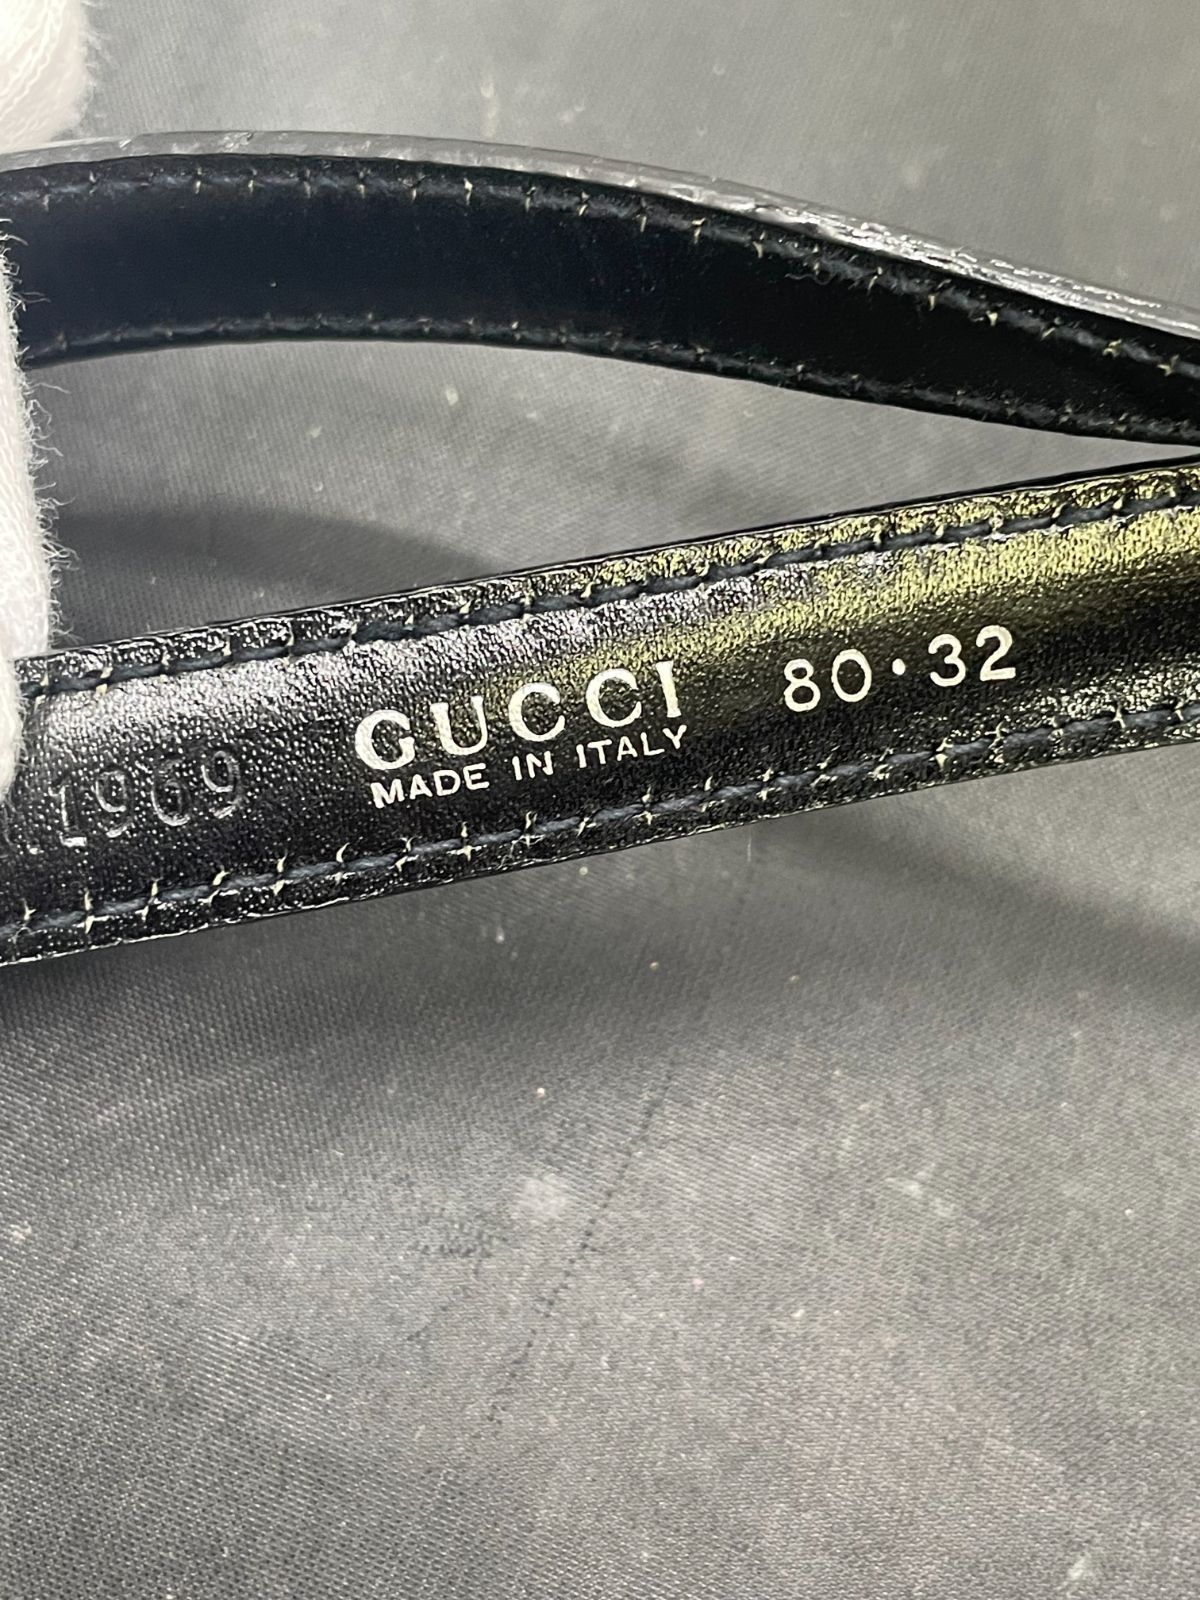 .1969
GUCCI 80·32
MADE IN ITALY